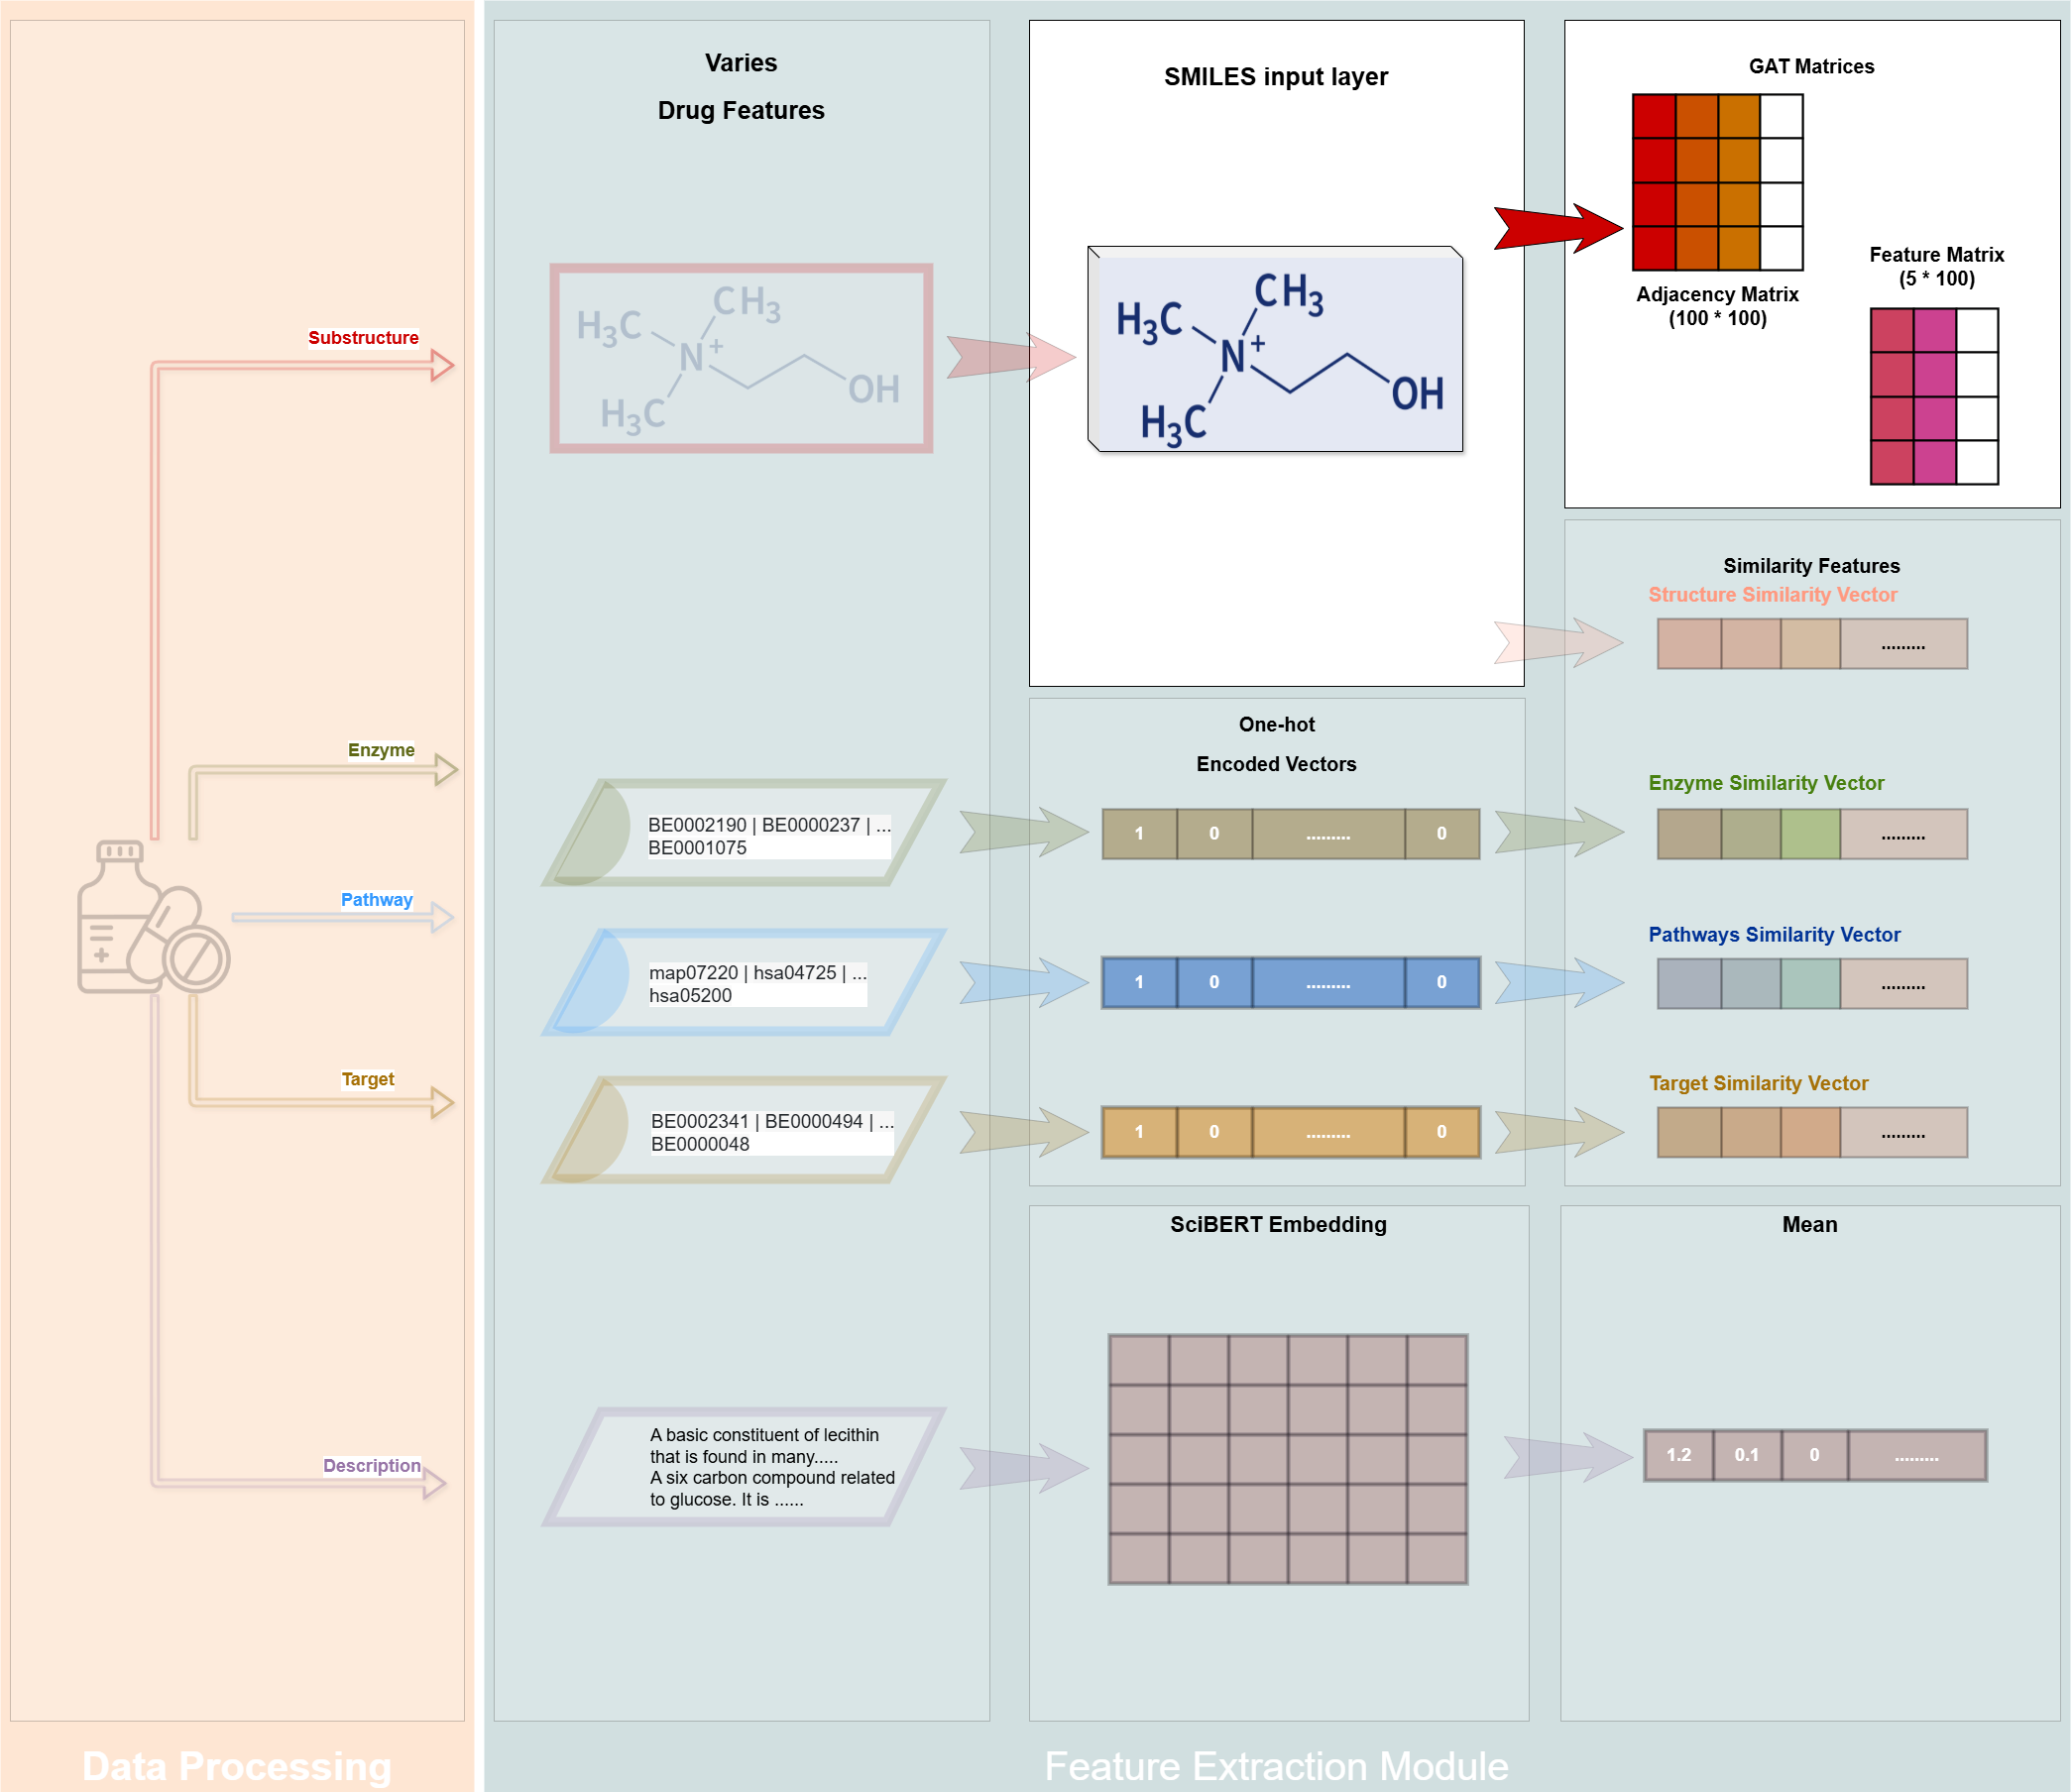 Substructure
Enzyme
Pathway
Target
Description
Data Processing
Varies
Drug Features
H3C
CH3
N+
OH
H3C
BE0002190 | BE0000237 | ...
BE0001075
map07220 | hsa04725 | ...
hsa05200
BE0002341 | BE0000494 | ...
BE0000048
A basic constituent of lecithin
that is found in many.....
A six carbon compound related
to glucose. It is ......
SMILES input layer
H3C
CH3
N+
OH
H3C
One-hot
Encoded Vectors
1 0 ......... 0
1 0 ......... 0
1 0 ......... 0
SciBERT Embedding
GAT Matrices
Adjacency Matrix
(100 * 100)
Feature Matrix
(5 * 100)
Similarity Features
Structure Similarity Vector
.........
Enzyme Similarity Vector
.........
Pathways Similarity Vector
.........
Target Similarity Vector
.........
Mean
1.2 0.1 0 .........
Feature Extraction Module